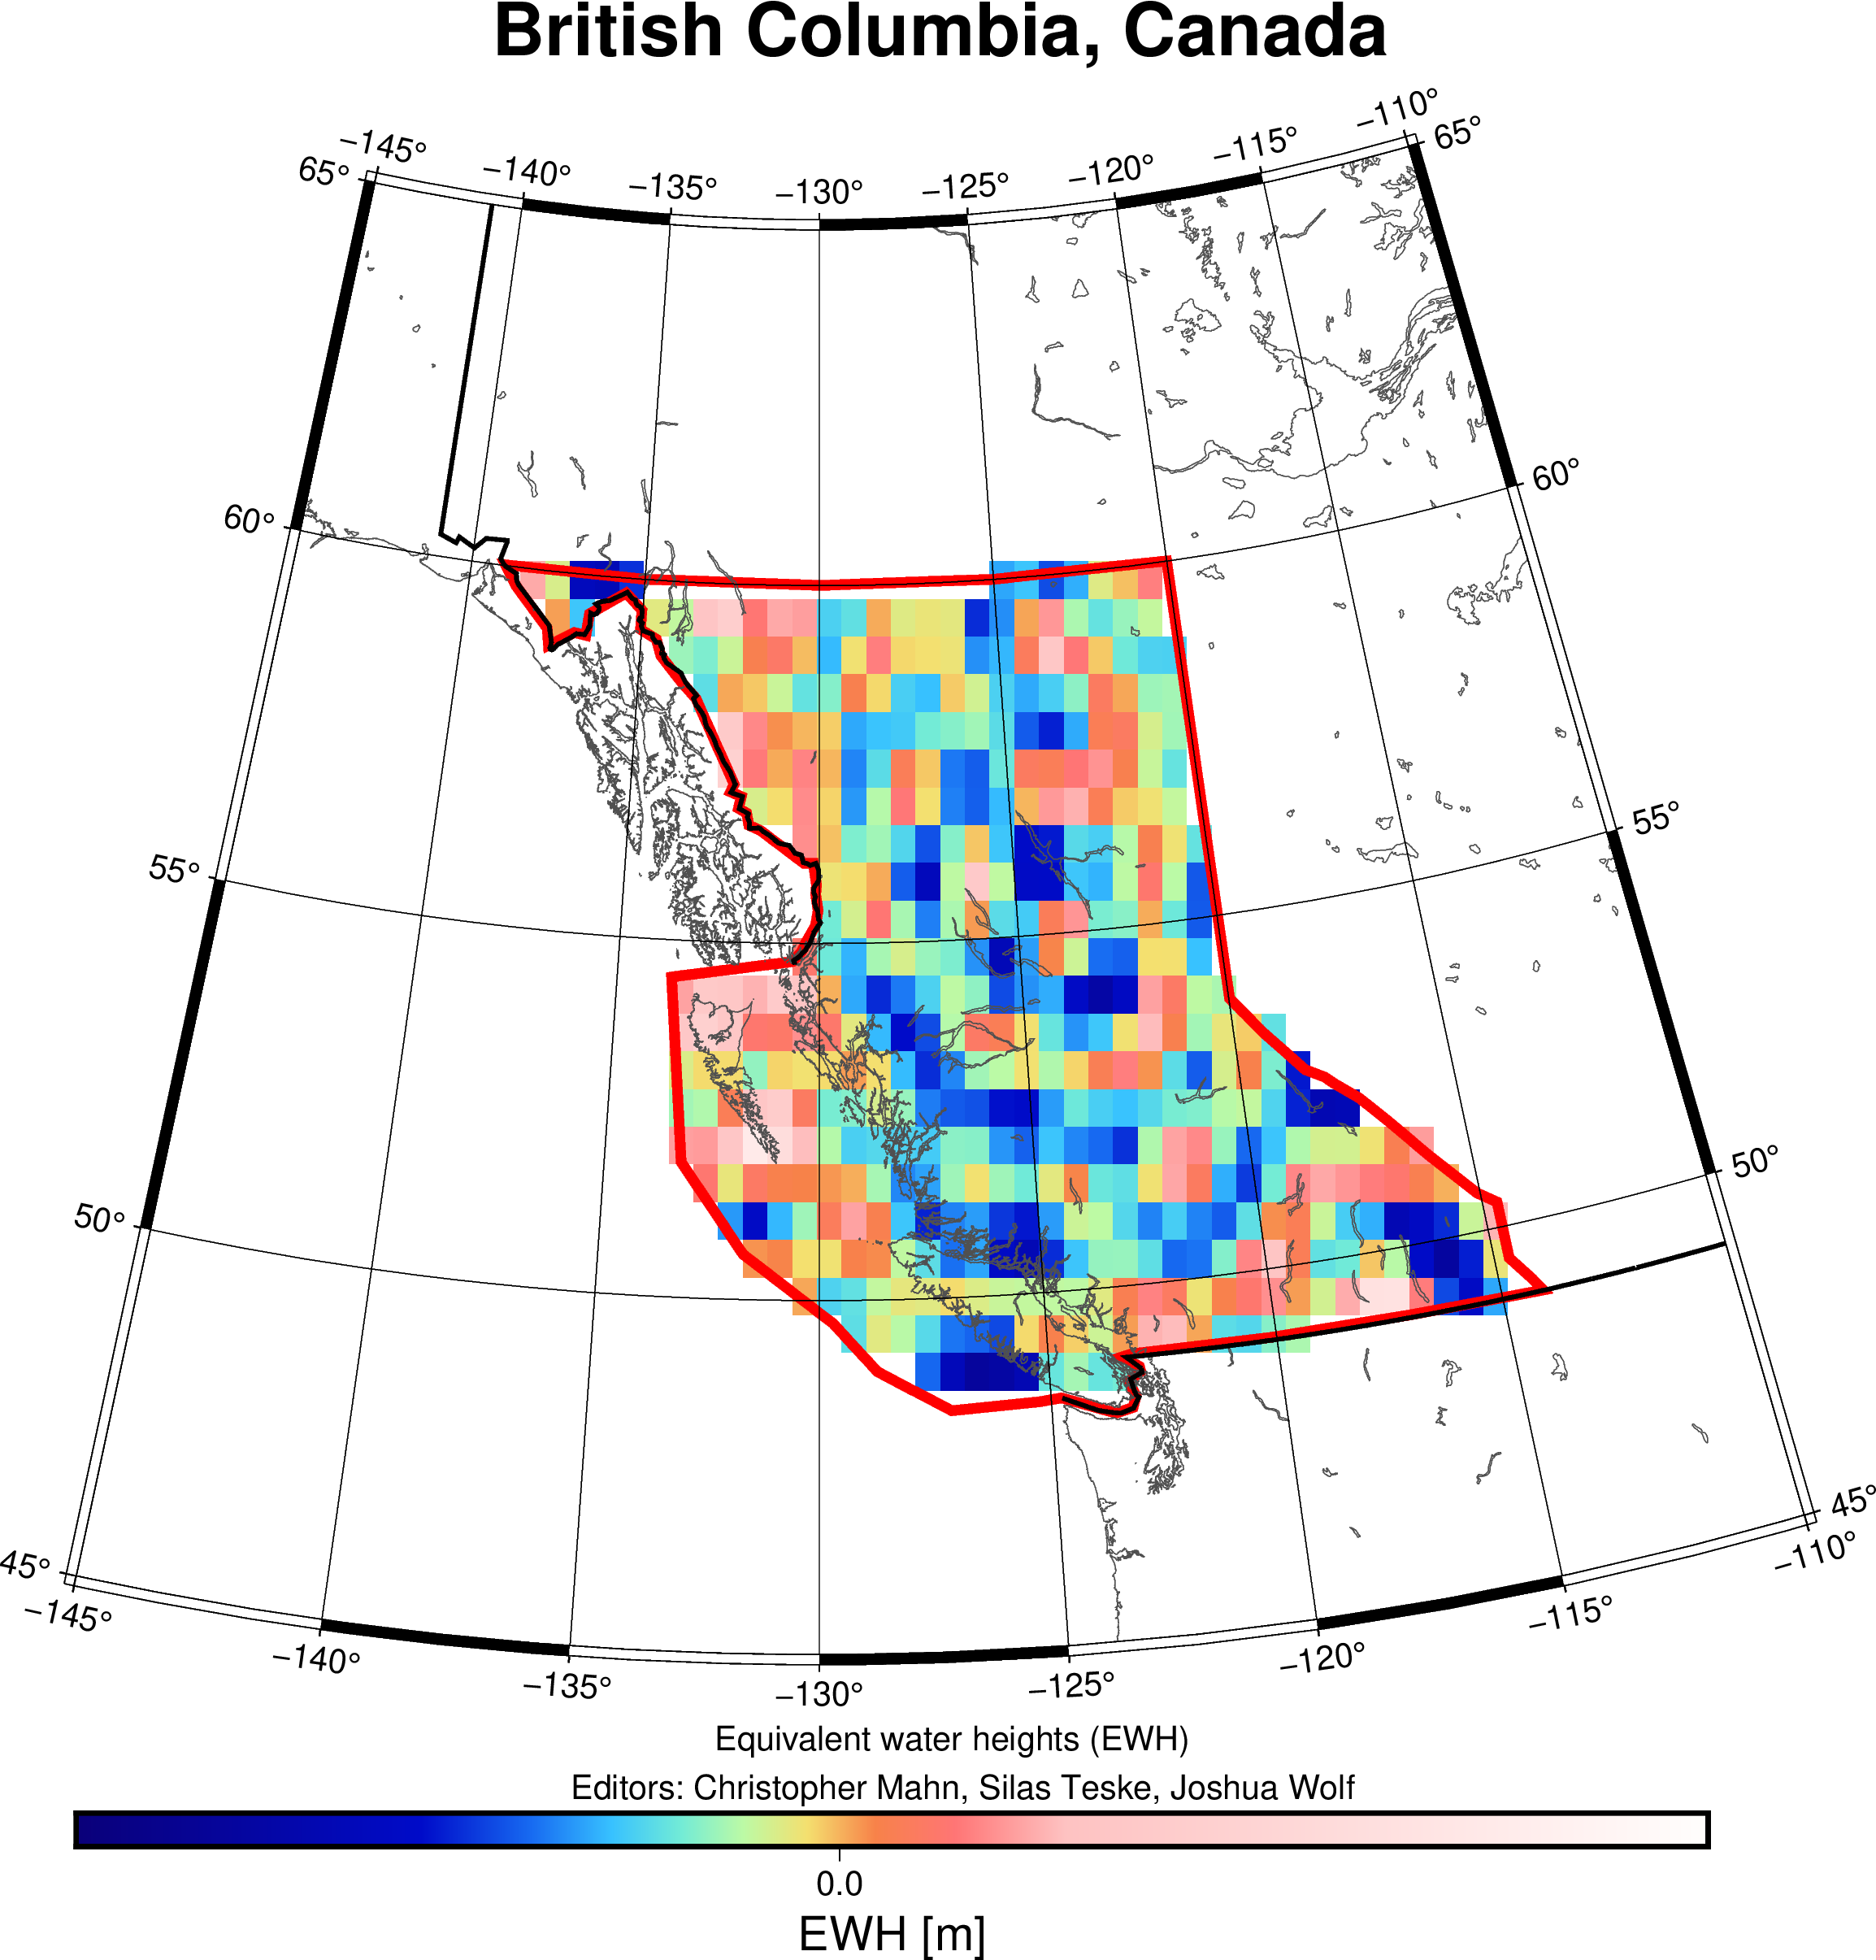 British Columbia, Canada
−145° −140° −135° −130° −125° −120° −115° −110°
65° 65°
60° 60°
55° 55°
50° 50°
45° 45°
−145° −140° −135° −130° −125° −120° −115° −110°
Equivalent water heights (EWH)
Editors: Christopher Mahn, Silas Teske, Joshua Wolf
0.0
EWH [m]